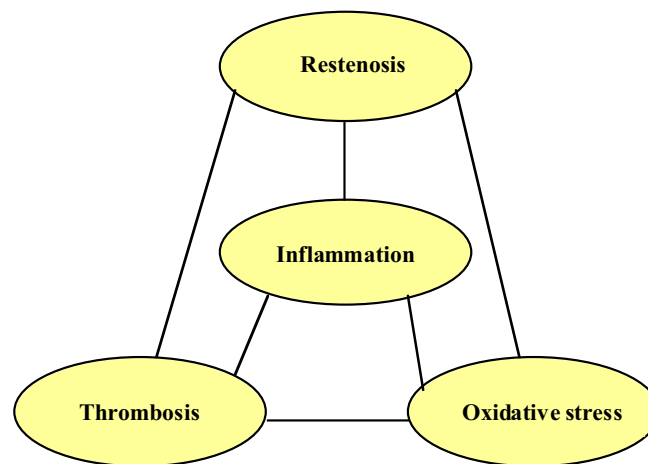 Restenosis
Inflammation
Thrombosis
Oxidative stress